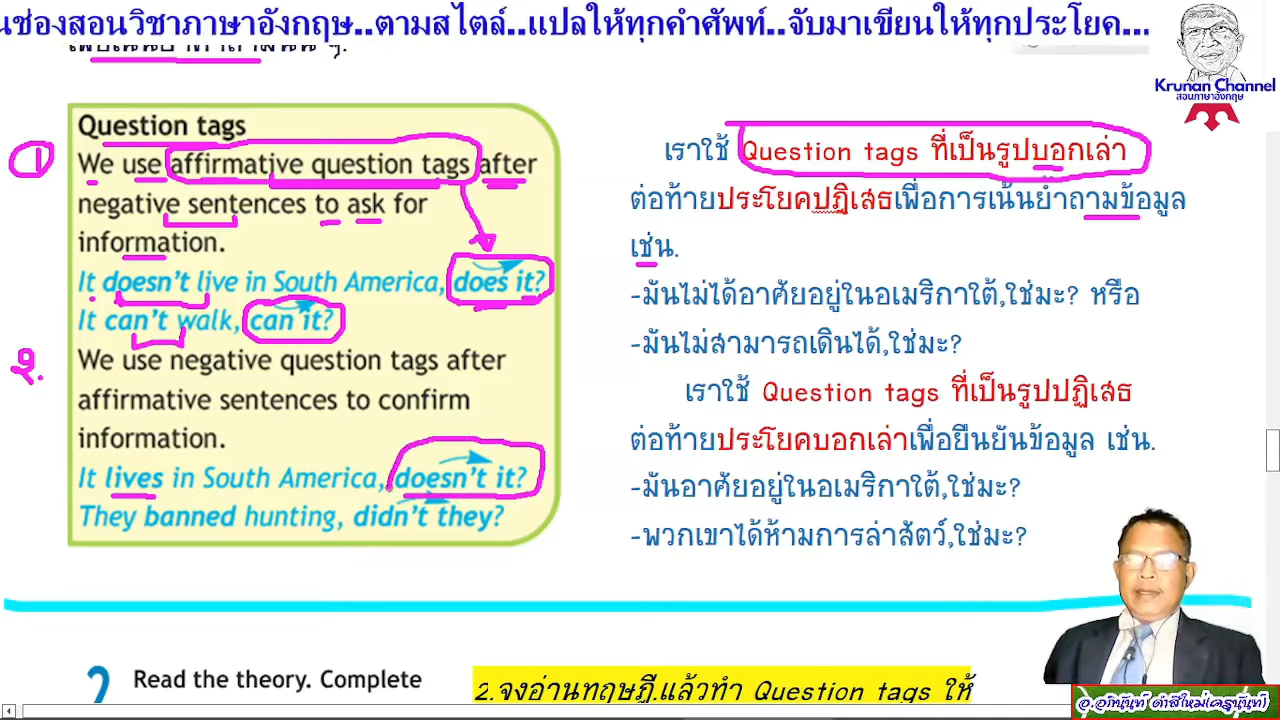 นช่องสอนวิชาภาษาอังกฤษ..ตามสไตล์..แปลให้ทุกคำศัพท์..จับมาเขียนให้ทุกประโยค...
Krunan Channel
สอนภาษาอังกฤษ
Question tags
We use affirmative question tags after
negative sentences to ask for
information.
It doesn't live in South America, does it?
It can't walk, can it?
We use negative question tags after
affirmative sentences to confirm
information.
It lives in South America, doesn't it?
They banned hunting, didn't they?
1
๒.
เราใช้ Question tags ที่เป็นรูปบอกเล่า
ต่อท้ายประโยคปฎิเสธเพื่อการเน้นย้ำถามข้อมูล
เช่น.
-มันไม่ได้อาศัยอยู่ในอเมริกาใต้,ใช่มะ? หรือ
-มันไม่สามารถเดินได้,ใช่มะ?
เราใช้ Question tags ที่เป็นรูปปฏิเสธ
ต่อท้ายประโยคบอกเล่าเพื่อยืนยันข้อมูล เช่น.
-มันอาศัยอยู่ในอเมริกาใต้,ใช่มะ?
-พวกเขาได้ห้ามการล่าสัตว์,ใช่มะ?
2 Read the theory. Complete
2.จงอ่านทฤษฎี.แล้วทำ Question tags ให้